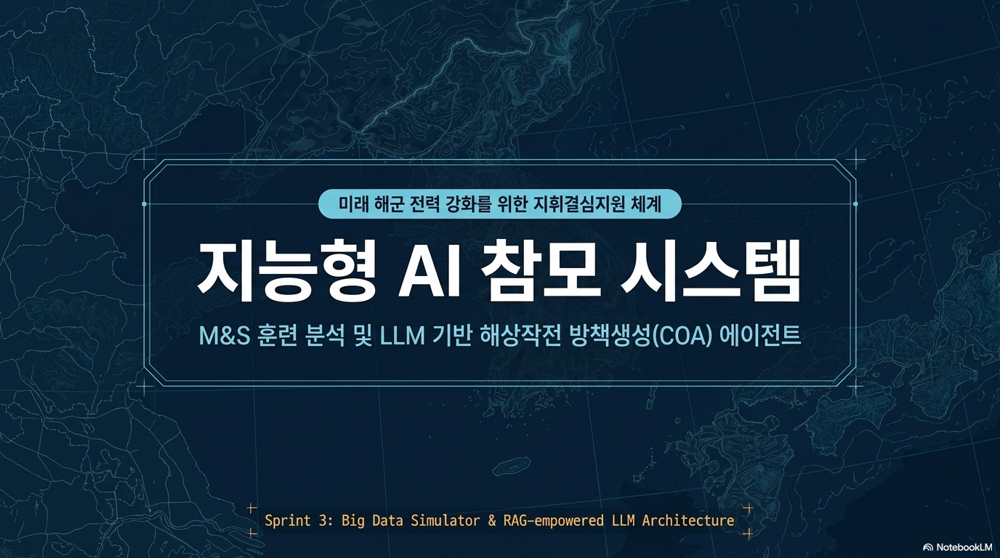 미래 해군 전력 강화를 위한 지휘결심지원 체계
지능형 AI 참모 시스템
M&S 훈련 분석 및 LLM 기반 해상작전 방책생성(COA) 에이전트
Sprint 3: Big Data Simulator & RAG-empowered LLM Architecture
NotebookLM